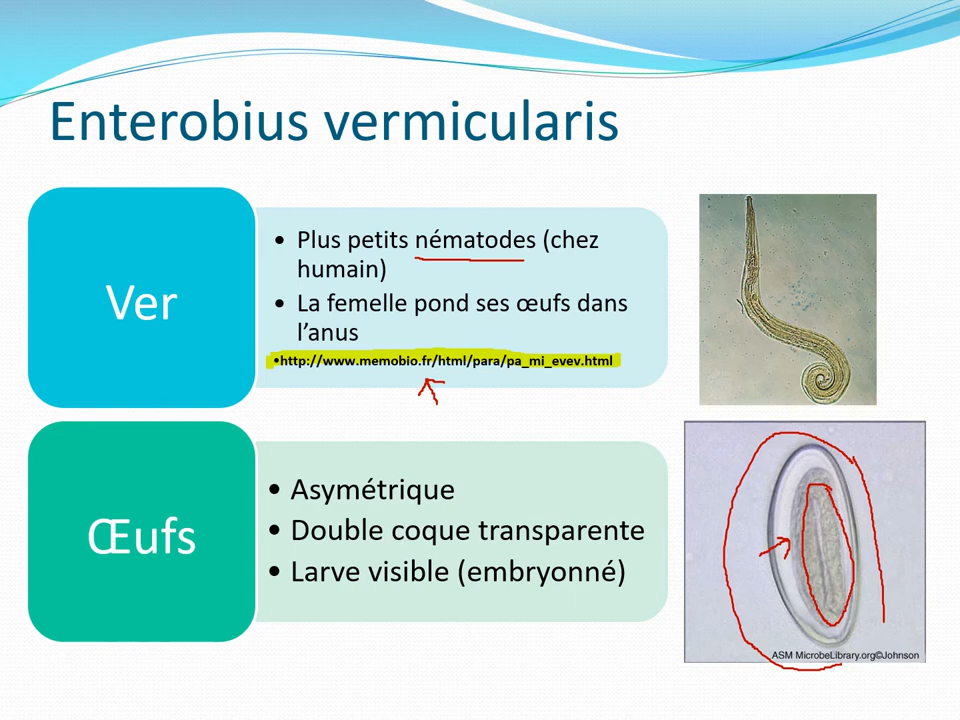 Enterobius vermicularis
Ver
• Plus petits nématodes (chez
humain)
• La femelle pond ses œufs dans
l’anus
•http://www.memobio.fr/html/para/pa_mi_evev.html
Œufs
• Asymétrique
• Double coque transparente
• Larve visible (embryonné)
ASM MicrobeLibrary.org©Johnson